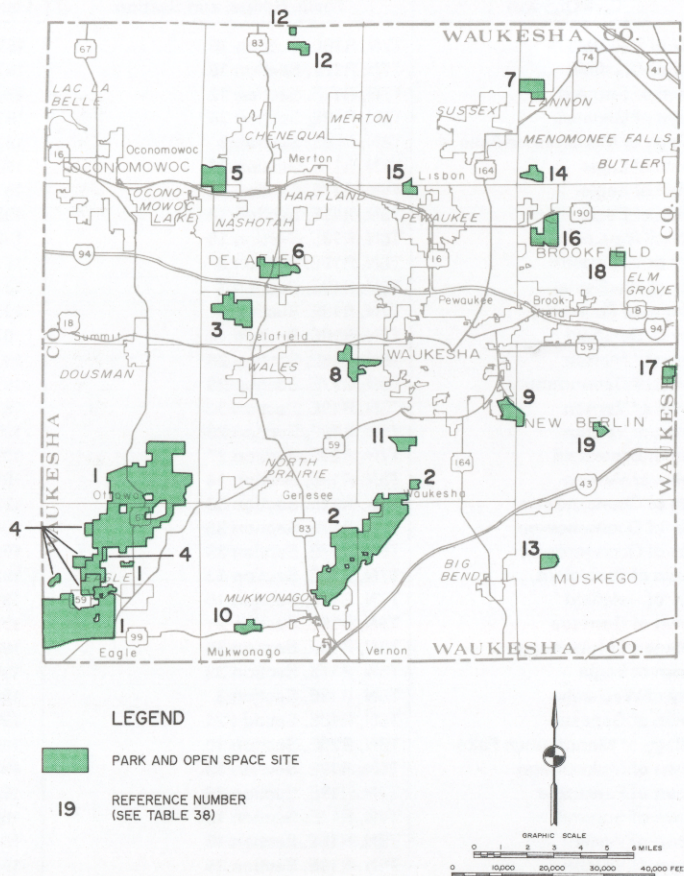 12
WAUKESHA CO.
67
83
12
74
41
7
LAC LA
BELLE
MERTON
SUSSEX
LANNON
CHENEQUA
MENOMONEE FALLS
Oconomowoc
16
OCONOMOWOC
5
Merton
15
Lisbon
164
14
BUTLER
OCONO-
MOWOC
LAKE
HARTLAND
NASHOTAH
PEWAUKEE
190
CO.
16
94
DELAFIELD
6
16
BROOKFIELD
18
ELM
GROVE
3
Pewaukee
Brook-
field
18
18
Summit
Delafield
94
59
WAUKESHA
CO.
DOUSMAN
WALES
8
17
9
NEW BERLIN
WAUKESHA
WAUKESHA
11
19
59
1
NORTH
PRAIRIE
2
164
43
Ottawa
Genesee
2
Waukesha
4
83
4
13
EAGLE
1
BIG
BEND
MUSKEGO
59
MUKWONAGO
1
99
10
WAUKESHA CO.
Eagle
Mukwonago
Vernon
LEGEND
PARK AND OPEN SPACE SITE
19
REFERENCE NUMBER
(SEE TABLE 38)
GRAPHIC SCALE
0 1 2 3 4 5 6 MILES
0 10,000 20,000 30,000 40,000 FEE